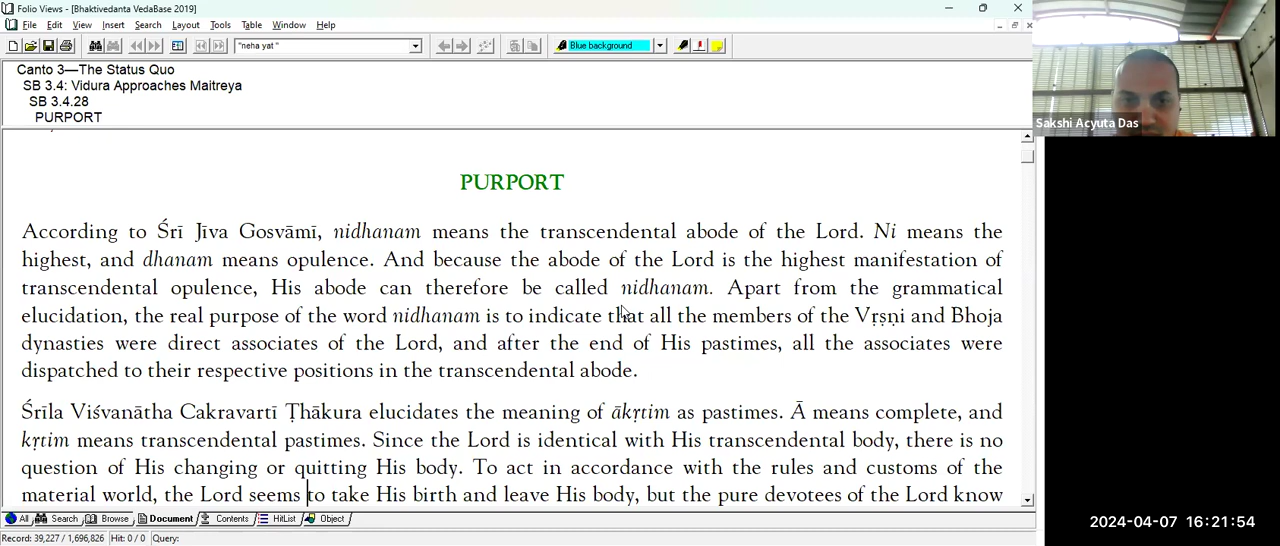 Folio Views - [Bhaktivedanta VedaBase 2019]
File Edit View Insert Search Layout Tools Table Window Help
"neha yat"
Blue background
Canto 3—The Status Quo
SB 3.4: Vidura Approaches Maitreya
SB 3.4.28
PURPORT
Sakshi Acyuta Das
PURPORT
According to Śrī Jīva Gosvāmī, nidhanam means the transcendental abode of the Lord. Ni means the
highest, and dhanam means opulence. And because the abode of the Lord is the highest manifestation of
transcendental opulence, His abode can therefore be called nidhanam. Apart from the grammatical
elucidation, the real purpose of the word nidhanam is to indicate that all the members of the Vṛṣṇi and Bhoja
dynasties were direct associates of the Lord, and after the end of His pastimes, all the associates were
dispatched to their respective positions in the transcendental abode.
Śrīla Viśvanātha Cakravartī Ṭhākura elucidates the meaning of ākṛtim as pastimes. Ā means complete, and
kṛtim means transcendental pastimes. Since the Lord is identical with His transcendental body, there is no
question of His changing or quitting His body. To act in accordance with the rules and customs of the
material world, the Lord seems to take His birth and leave His body, but the pure devotees of the Lord know
All Search Browse Document Contents HitList Object
Record: 39,227 / 1,696,826 Hit: 0 / 0 Query:
2024-04-07 16:21:54